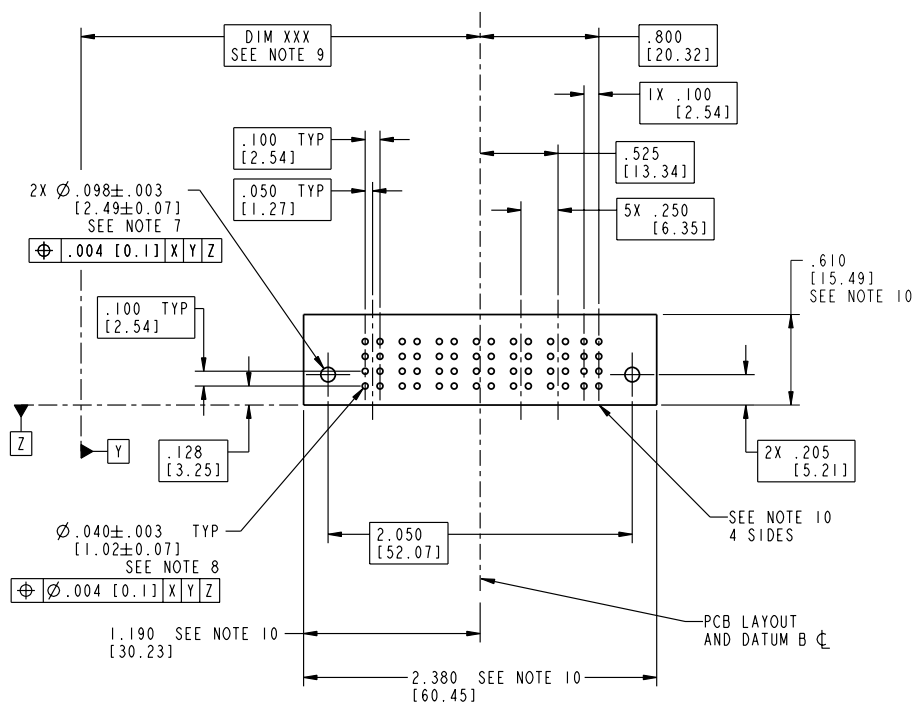 DIM XXX
SEE NOTE 9
.800
[20.32]
1X .100
[2.54]
.100 TYP
[2.54]
.525
[13.34]
.050 TYP
[1.27]
2X Ø.098±.003
[2.49±0.07]
SEE NOTE 7
⌖ .004 [0.1] X Y Z
5X .250
[6.35]
.610
[15.49]
SEE NOTE 10
.100 TYP
[2.54]
Z
Y
.128
[3.25]
2X .205
[5.21]
Ø.040±.003 TYP
[1.02±0.07]
SEE NOTE 8
⌖ Ø.004 [0.1] X Y Z
2.050
[52.07]
SEE NOTE 10
4 SIDES
1.190 SEE NOTE 10
[30.23]
PCB LAYOUT
AND DATUM B ℄
2.380 SEE NOTE 10
[60.45]